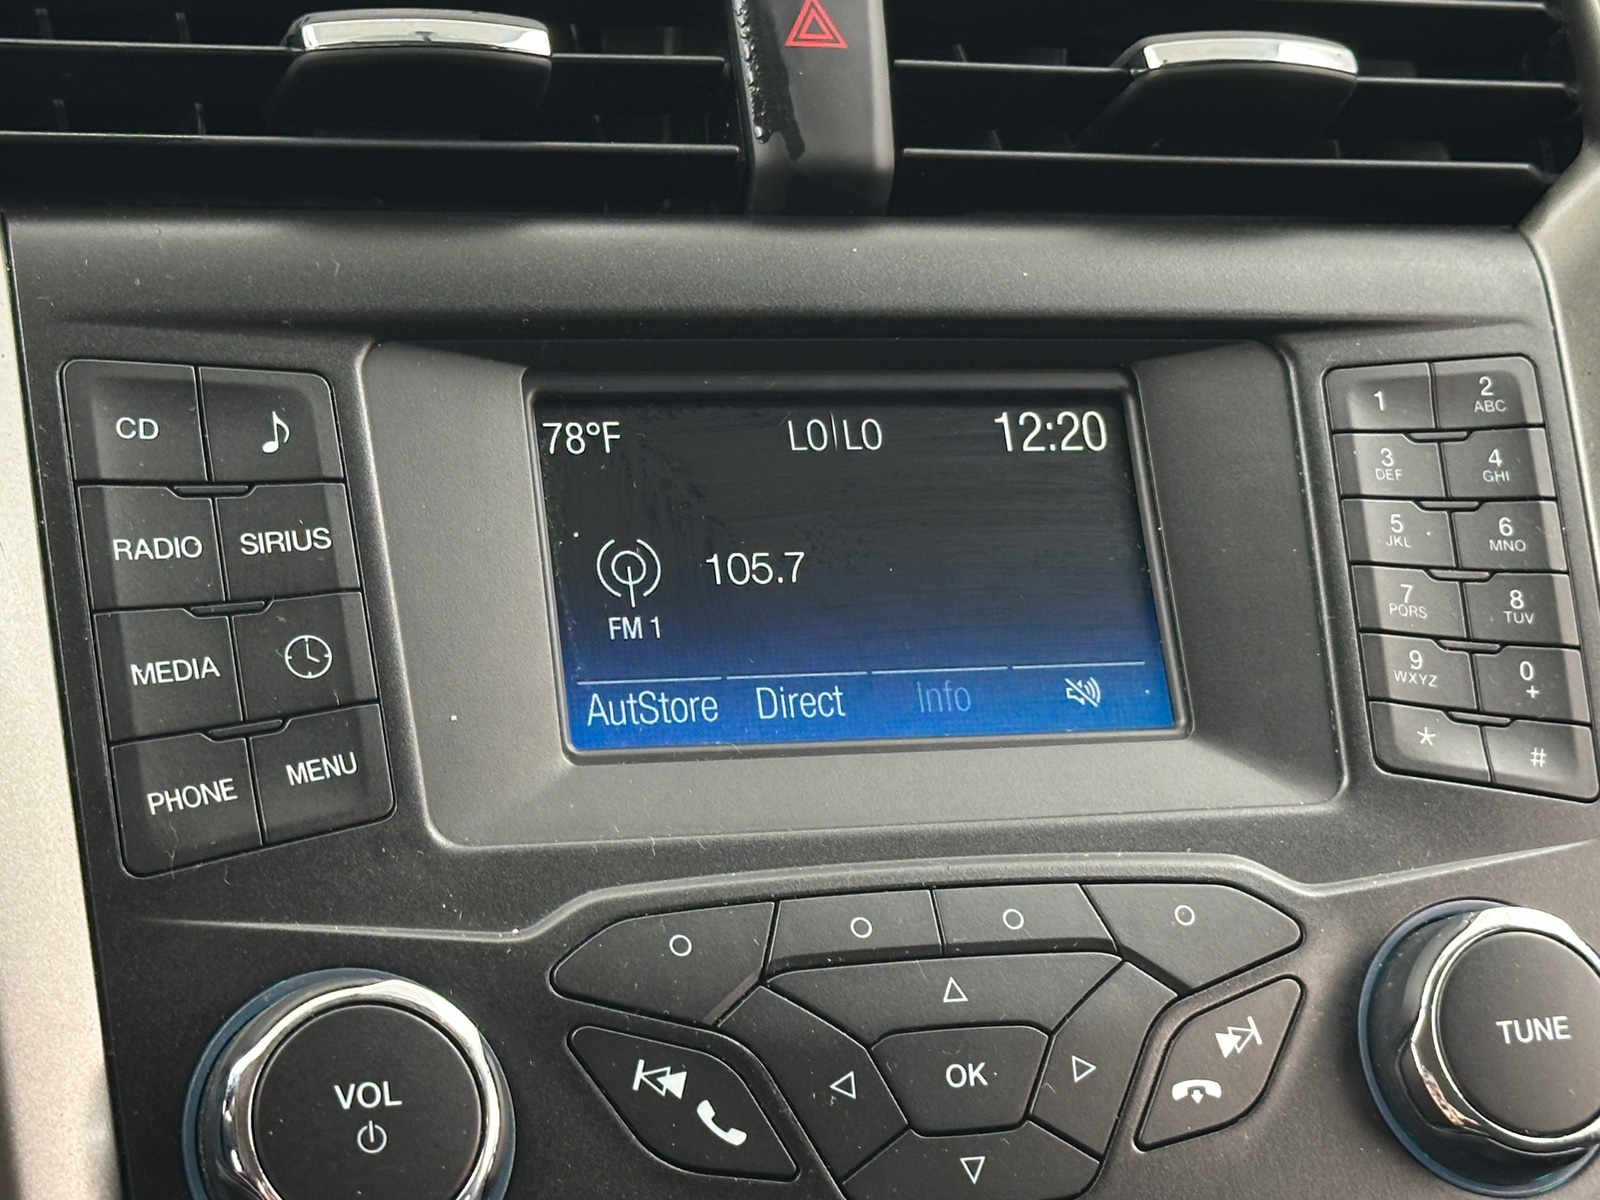 78°F LO|LO 12:20
105.7
FM 1
AutStore Direct Info
CD
RADIO SIRIUS
MEDIA
PHONE MENU
1 2
ABC
3 4
DEF GHI
5 6
JKL MNO
7 8
PQRS TUV
9 0
WXYZ +
* #
VOL
OK
TUNE